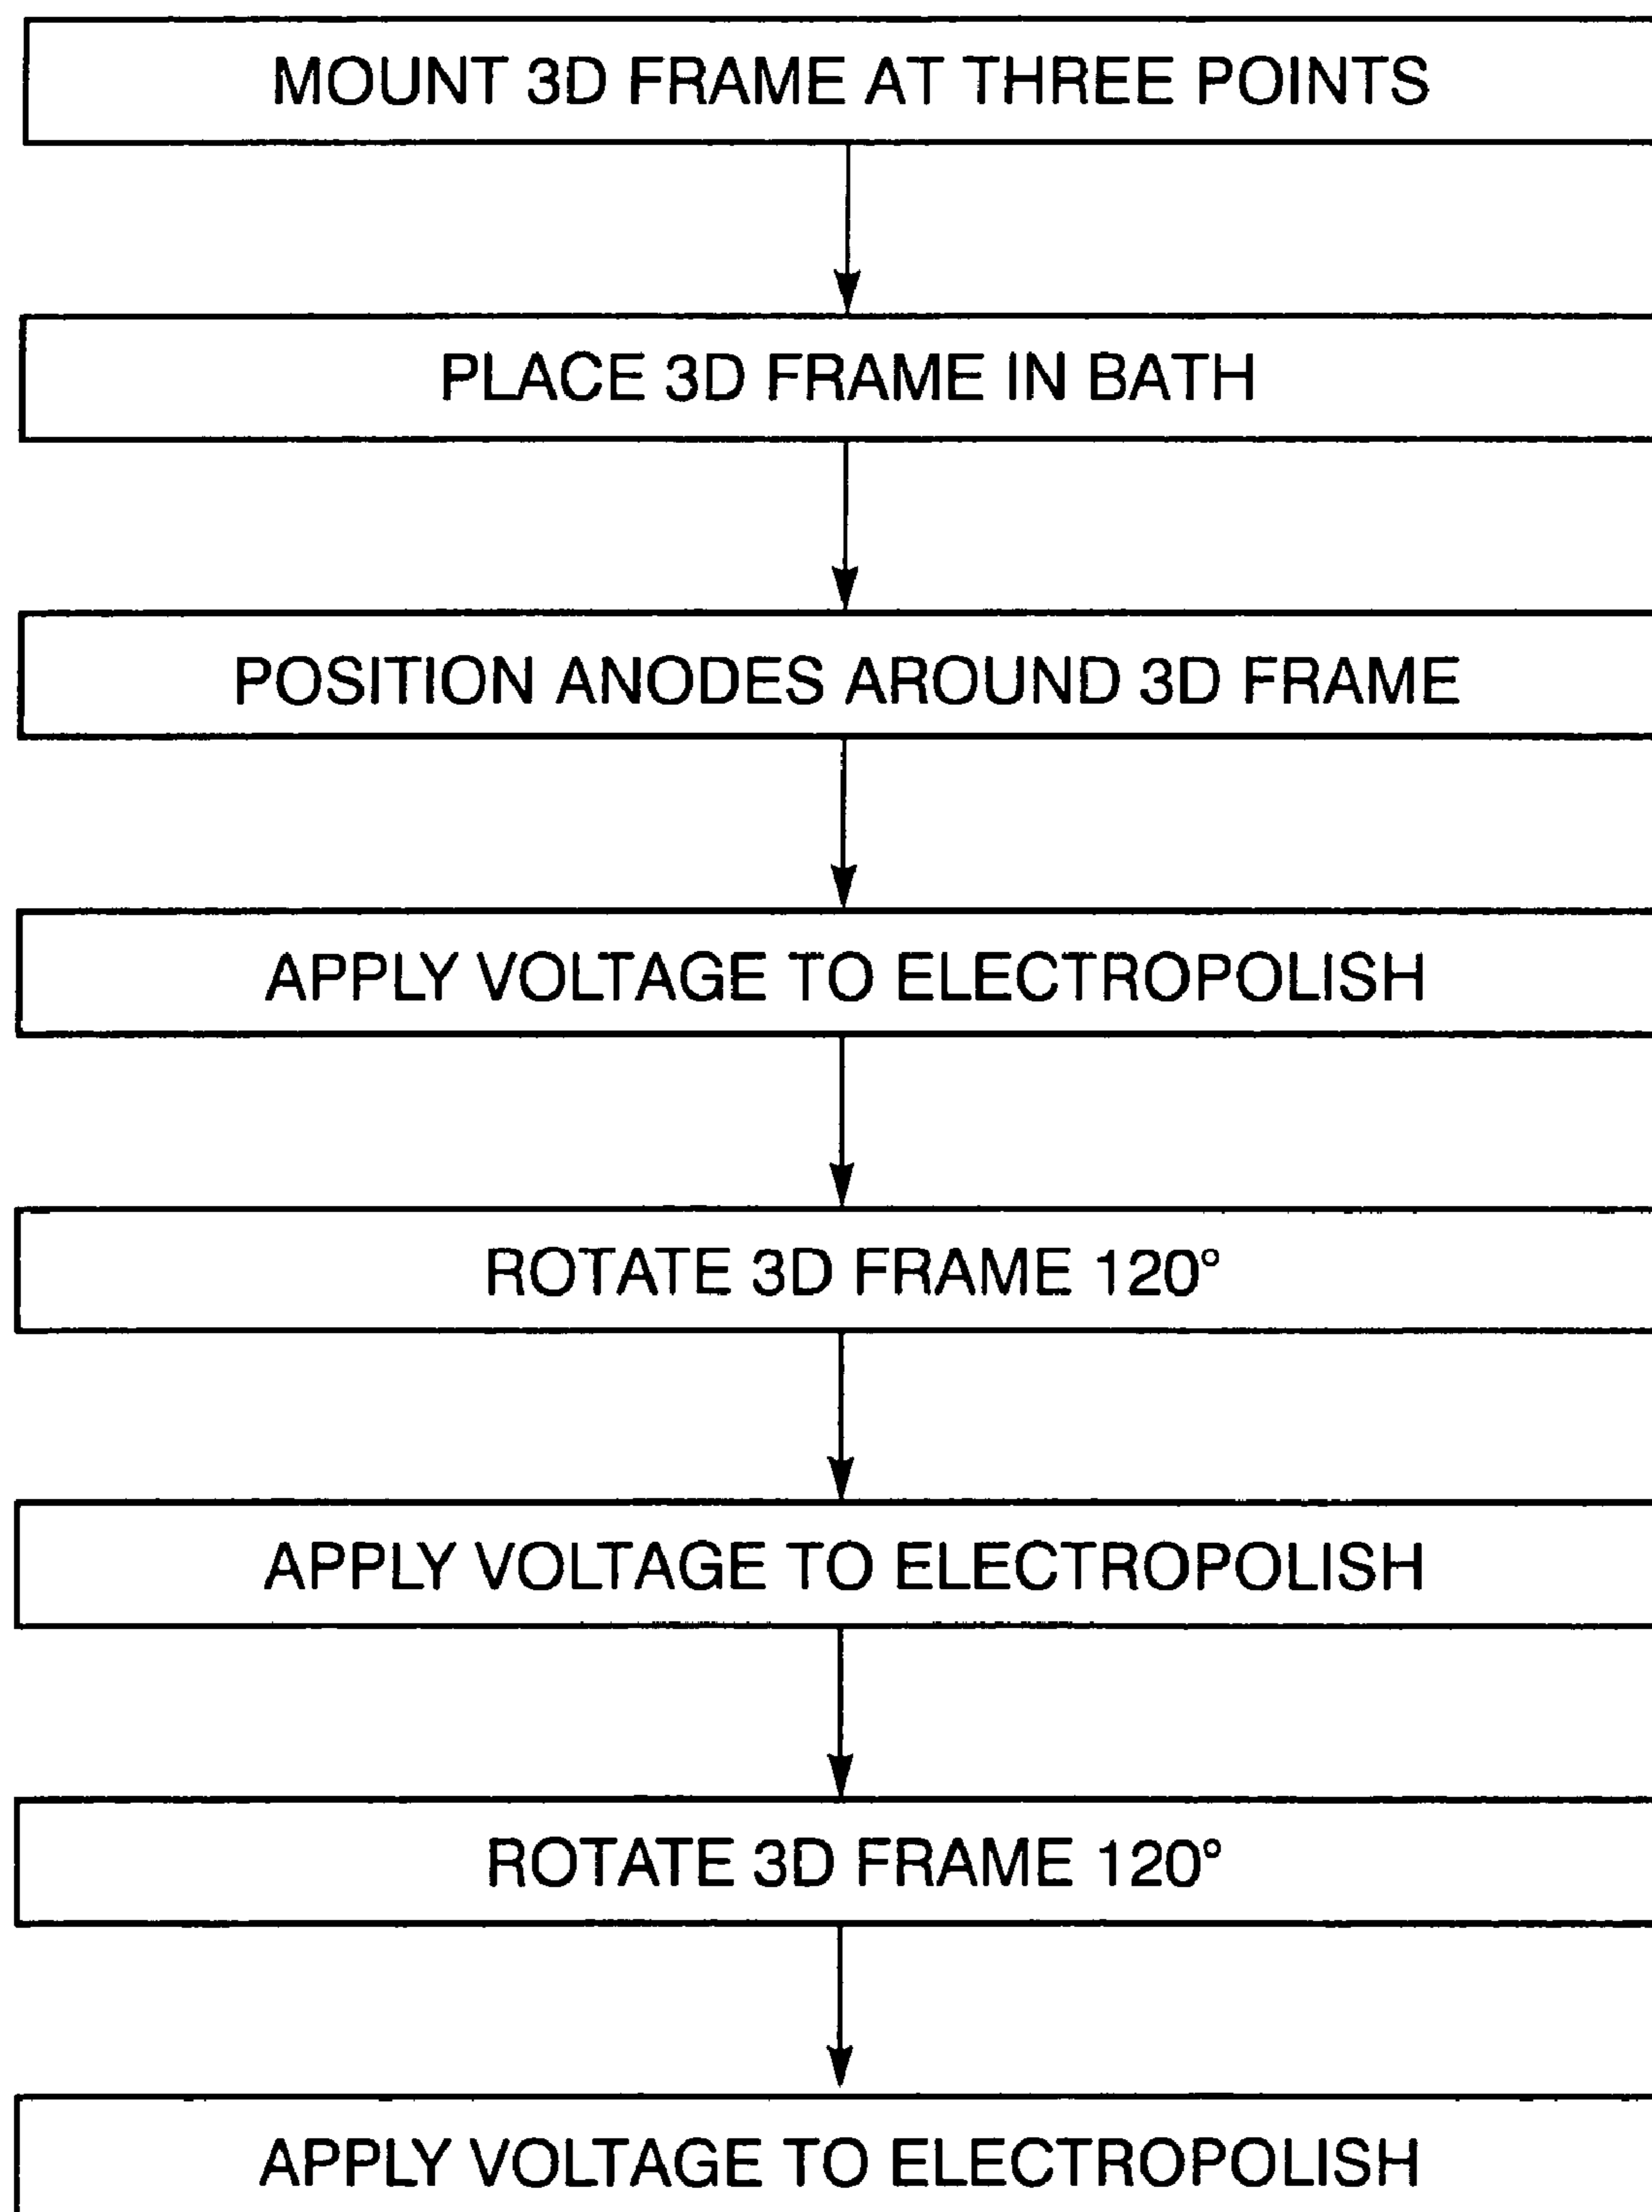 MOUNT 3D FRAME AT THREE POINTS
PLACE 3D FRAME IN BATH
POSITION ANODES AROUND 3D FRAME
APPLY VOLTAGE TO ELECTROPOLISH
ROTATE 3D FRAME 120°
APPLY VOLTAGE TO ELECTROPOLISH
ROTATE 3D FRAME 120°
APPLY VOLTAGE TO ELECTROPOLISH